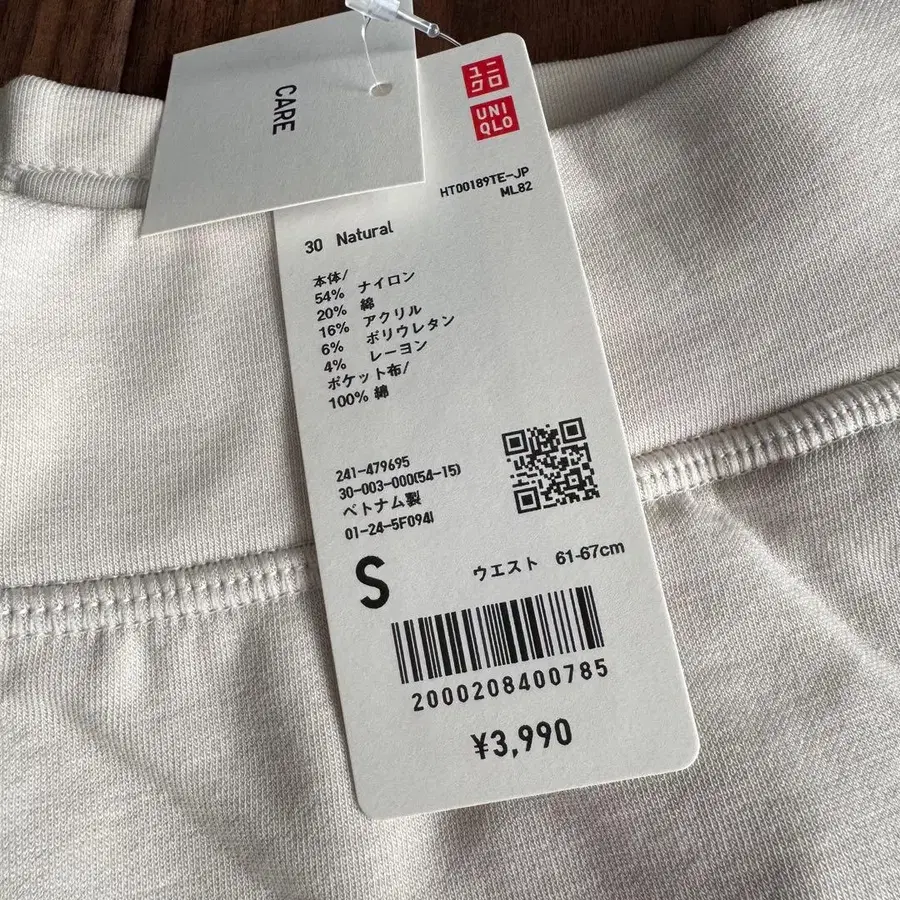 CARE
ユニ
クロ
UNI
QLO
HT00189TE-JP
ML82
30 Natural
本体/
54% ナイロン
20% 綿
16% アクリル
6% ポリウレタン
4% レーヨン
ポケット布/
100% 綿
241-479695
30-003-000(54-15)
ベトナム製
01-24-5F094I
S ウエスト 61-67cm
2000208400785
¥3,990